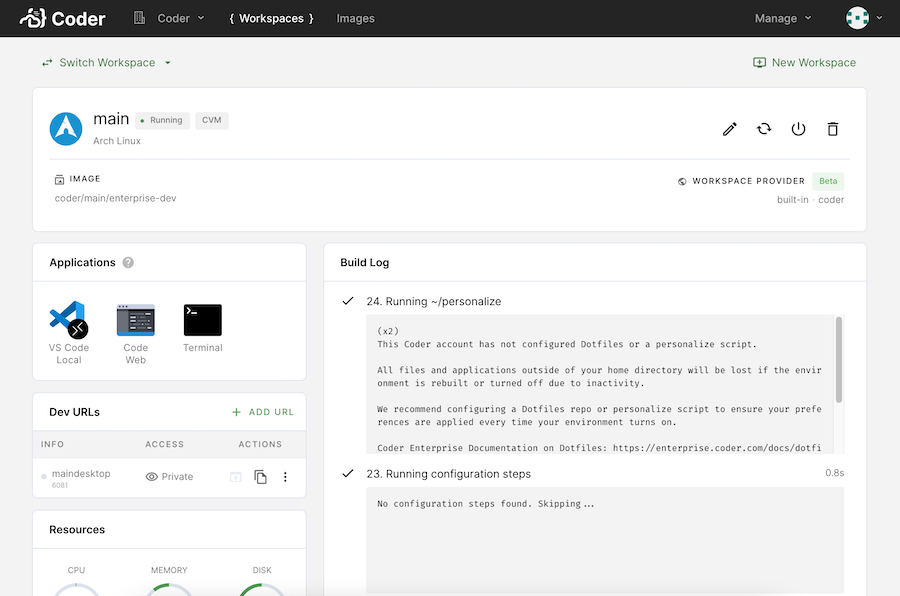 Coder
Coder
{ Workspaces }
Images
Manage
Switch Workspace
New Workspace
main
Running
CVM
Arch Linux
IMAGE
coder/main/enterprise-dev
WORKSPACE PROVIDER
Beta
built-in · coder
Applications
VS Code
Local
Code
Web
Terminal
Dev URLs
ADD URL
INFO
ACCESS
ACTIONS
maindesktop
6081
Private
Resources
CPU
MEMORY
DISK
Build Log
24. Running ~/personalize
(x2)
This Coder account has not configured Dotfiles or a personalize script.
All files and applications outside of your home directory will be lost if the envir
onment is rebuilt or turned off due to inactivity.
We recommend configuring a Dotfiles repo or personalize script to ensure your prefe
rences are applied every time your environment turns on.
Coder Enterprise Documentation on Dotfiles: https://enterprise.coder.com/docs/dotfi
23. Running configuration steps
0.8s
No configuration steps found. Skipping...